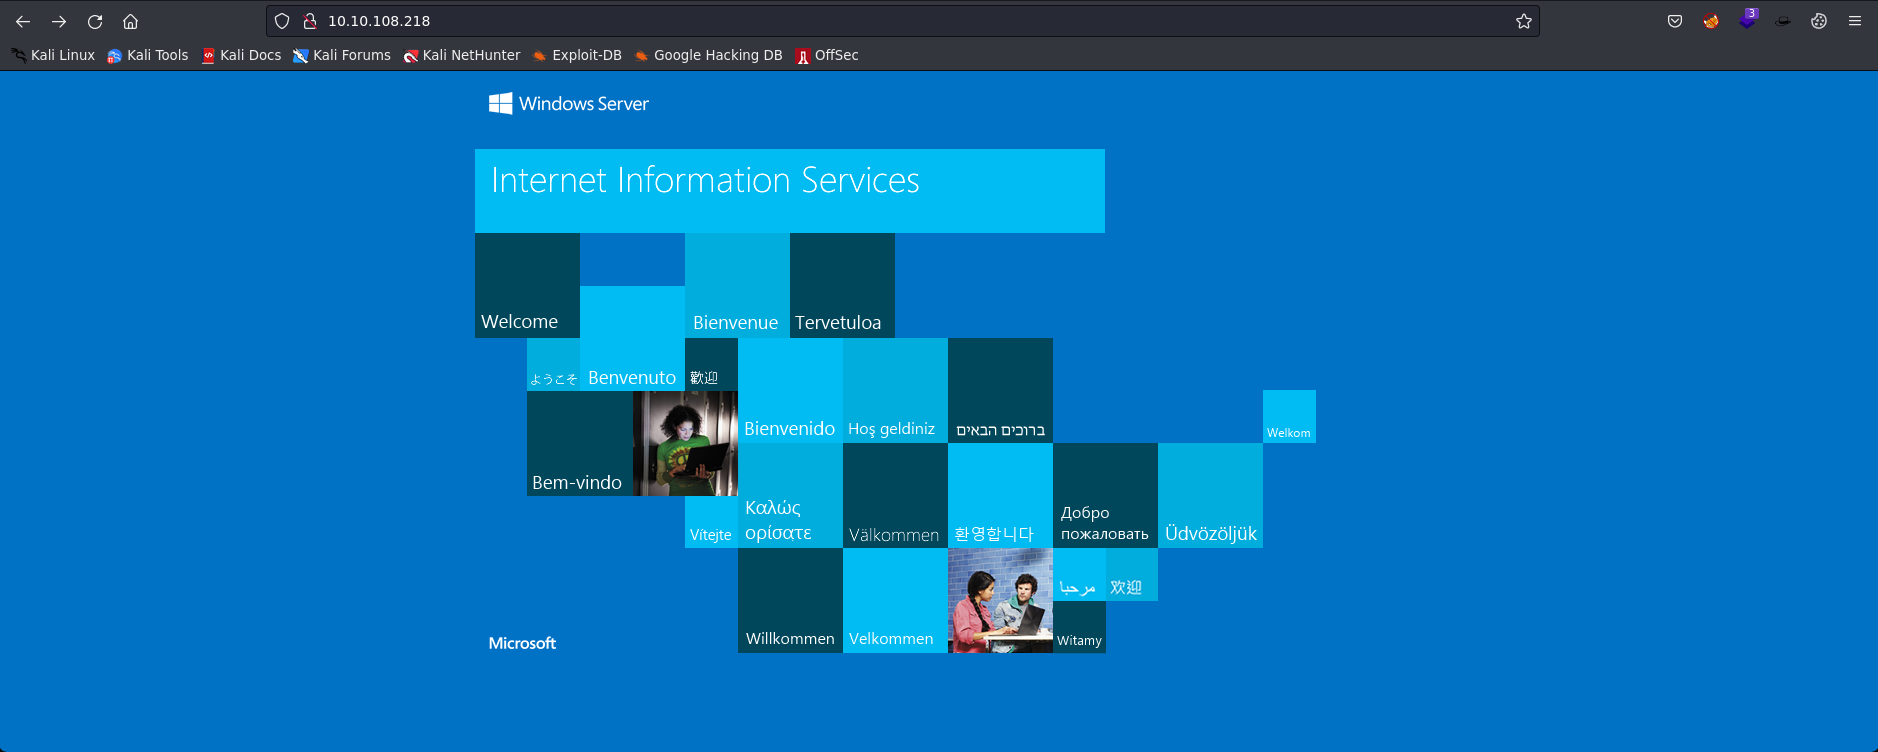 10.10.108.218
3
Kali Linux
Kali Tools
Kali Docs
Kali Forums
Kali NetHunter
Exploit-DB
Google Hacking DB
OffSec
Windows Server
Internet Information Services
Welcome
Bienvenue
Tervetuloa
ようこそ
Benvenuto
歡迎
Bienvenido
Hoş geldiniz
ברוכים הבאים
Welkom
Bem-vindo
Vítejte
Καλώς
ορίσατε
Välkommen
환영합니다
Добро
пожаловать
Üdvözöljük
Willkommen
Velkommen
مرحبا
欢迎
Witamy
Microsoft